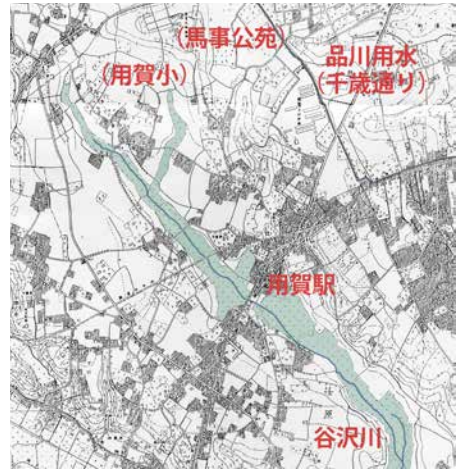 (馬事公苑)
(用賀小)
品川用水
(千歳通り)
用賀駅
谷沢川